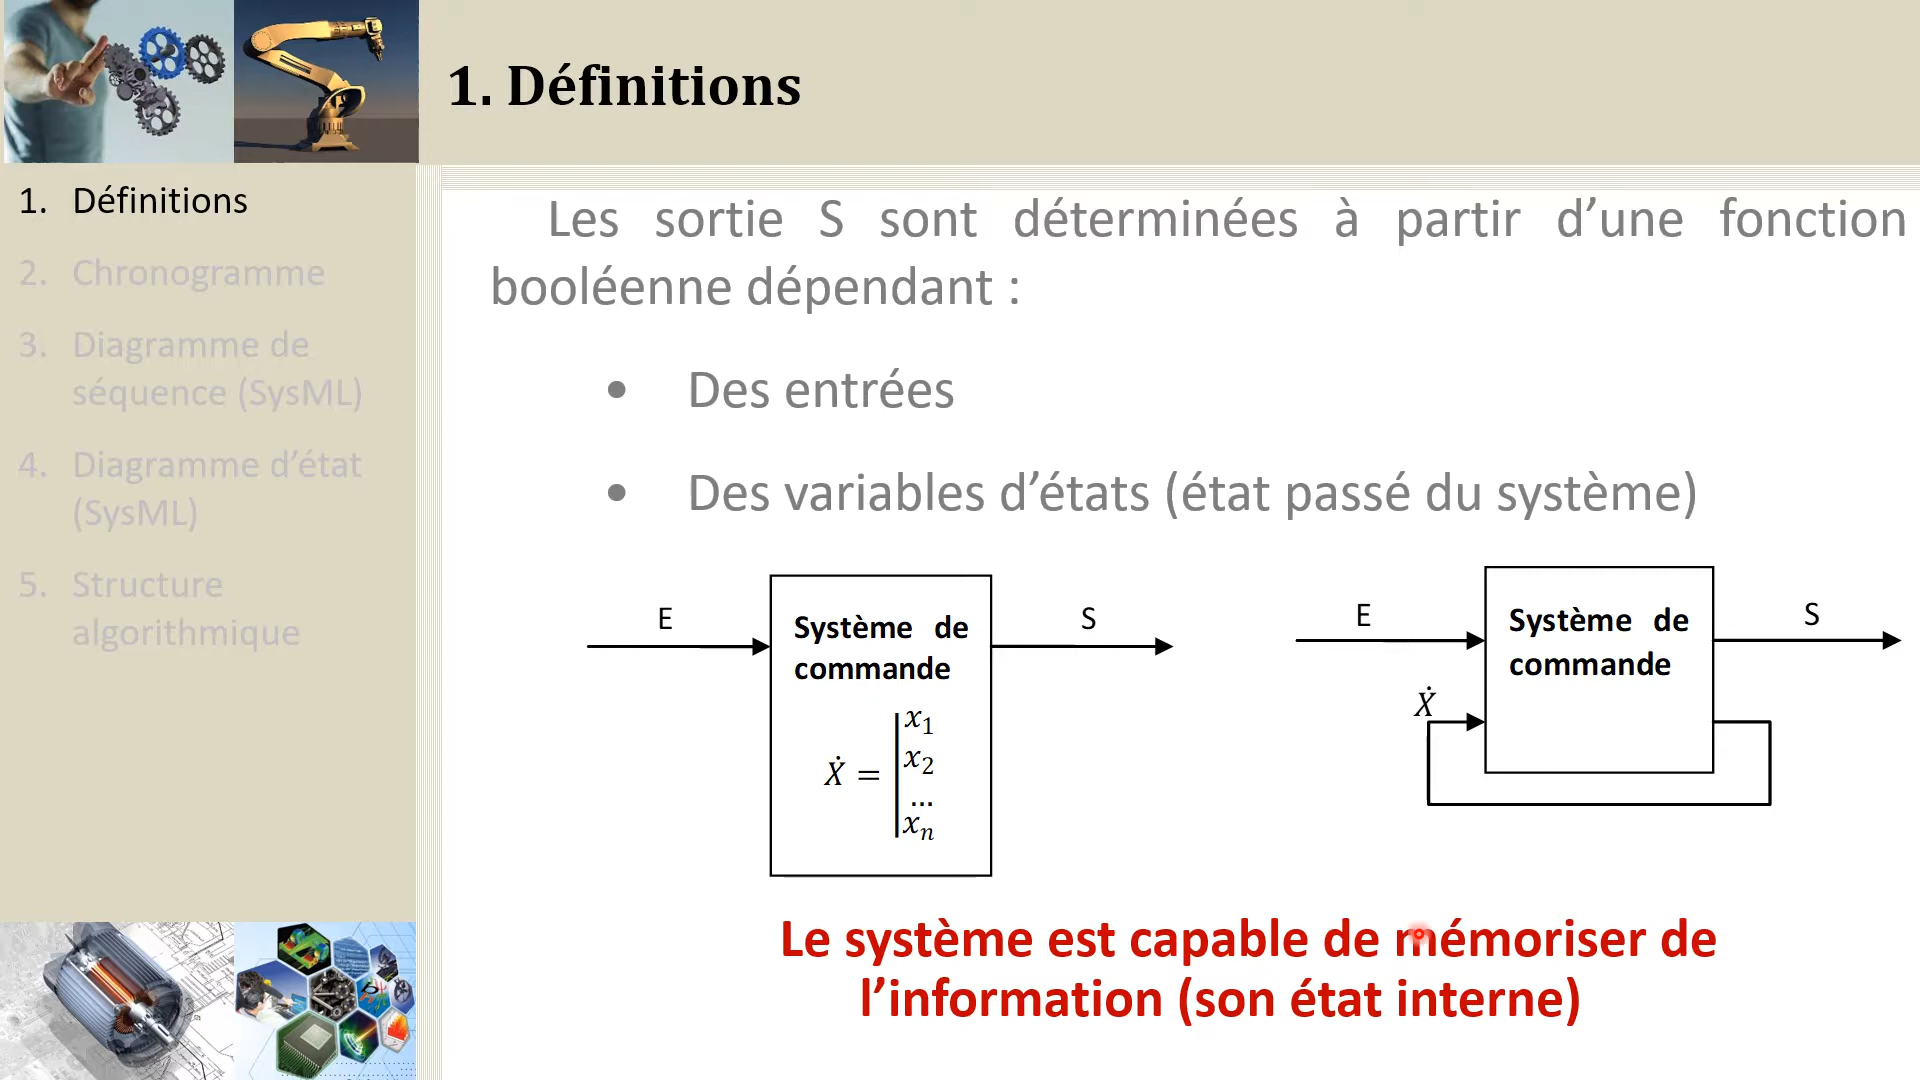 1. Définitions
1. Définitions
2. Chronogramme
3. Diagramme de
séquence (SysML)
4. Diagramme d’état
(SysML)
5. Structure
algorithmique
Les sortie S sont déterminées à partir d’une fonction
booléenne dépendant :
• Des entrées
• Des variables d’états (état passé du système)
E
Système de
commande
Ẋ =
x1
x2
...
xn
S
E
Ẋ
Système de
commande
S
Le système est capable de mémoriser de
l’information (son état interne)